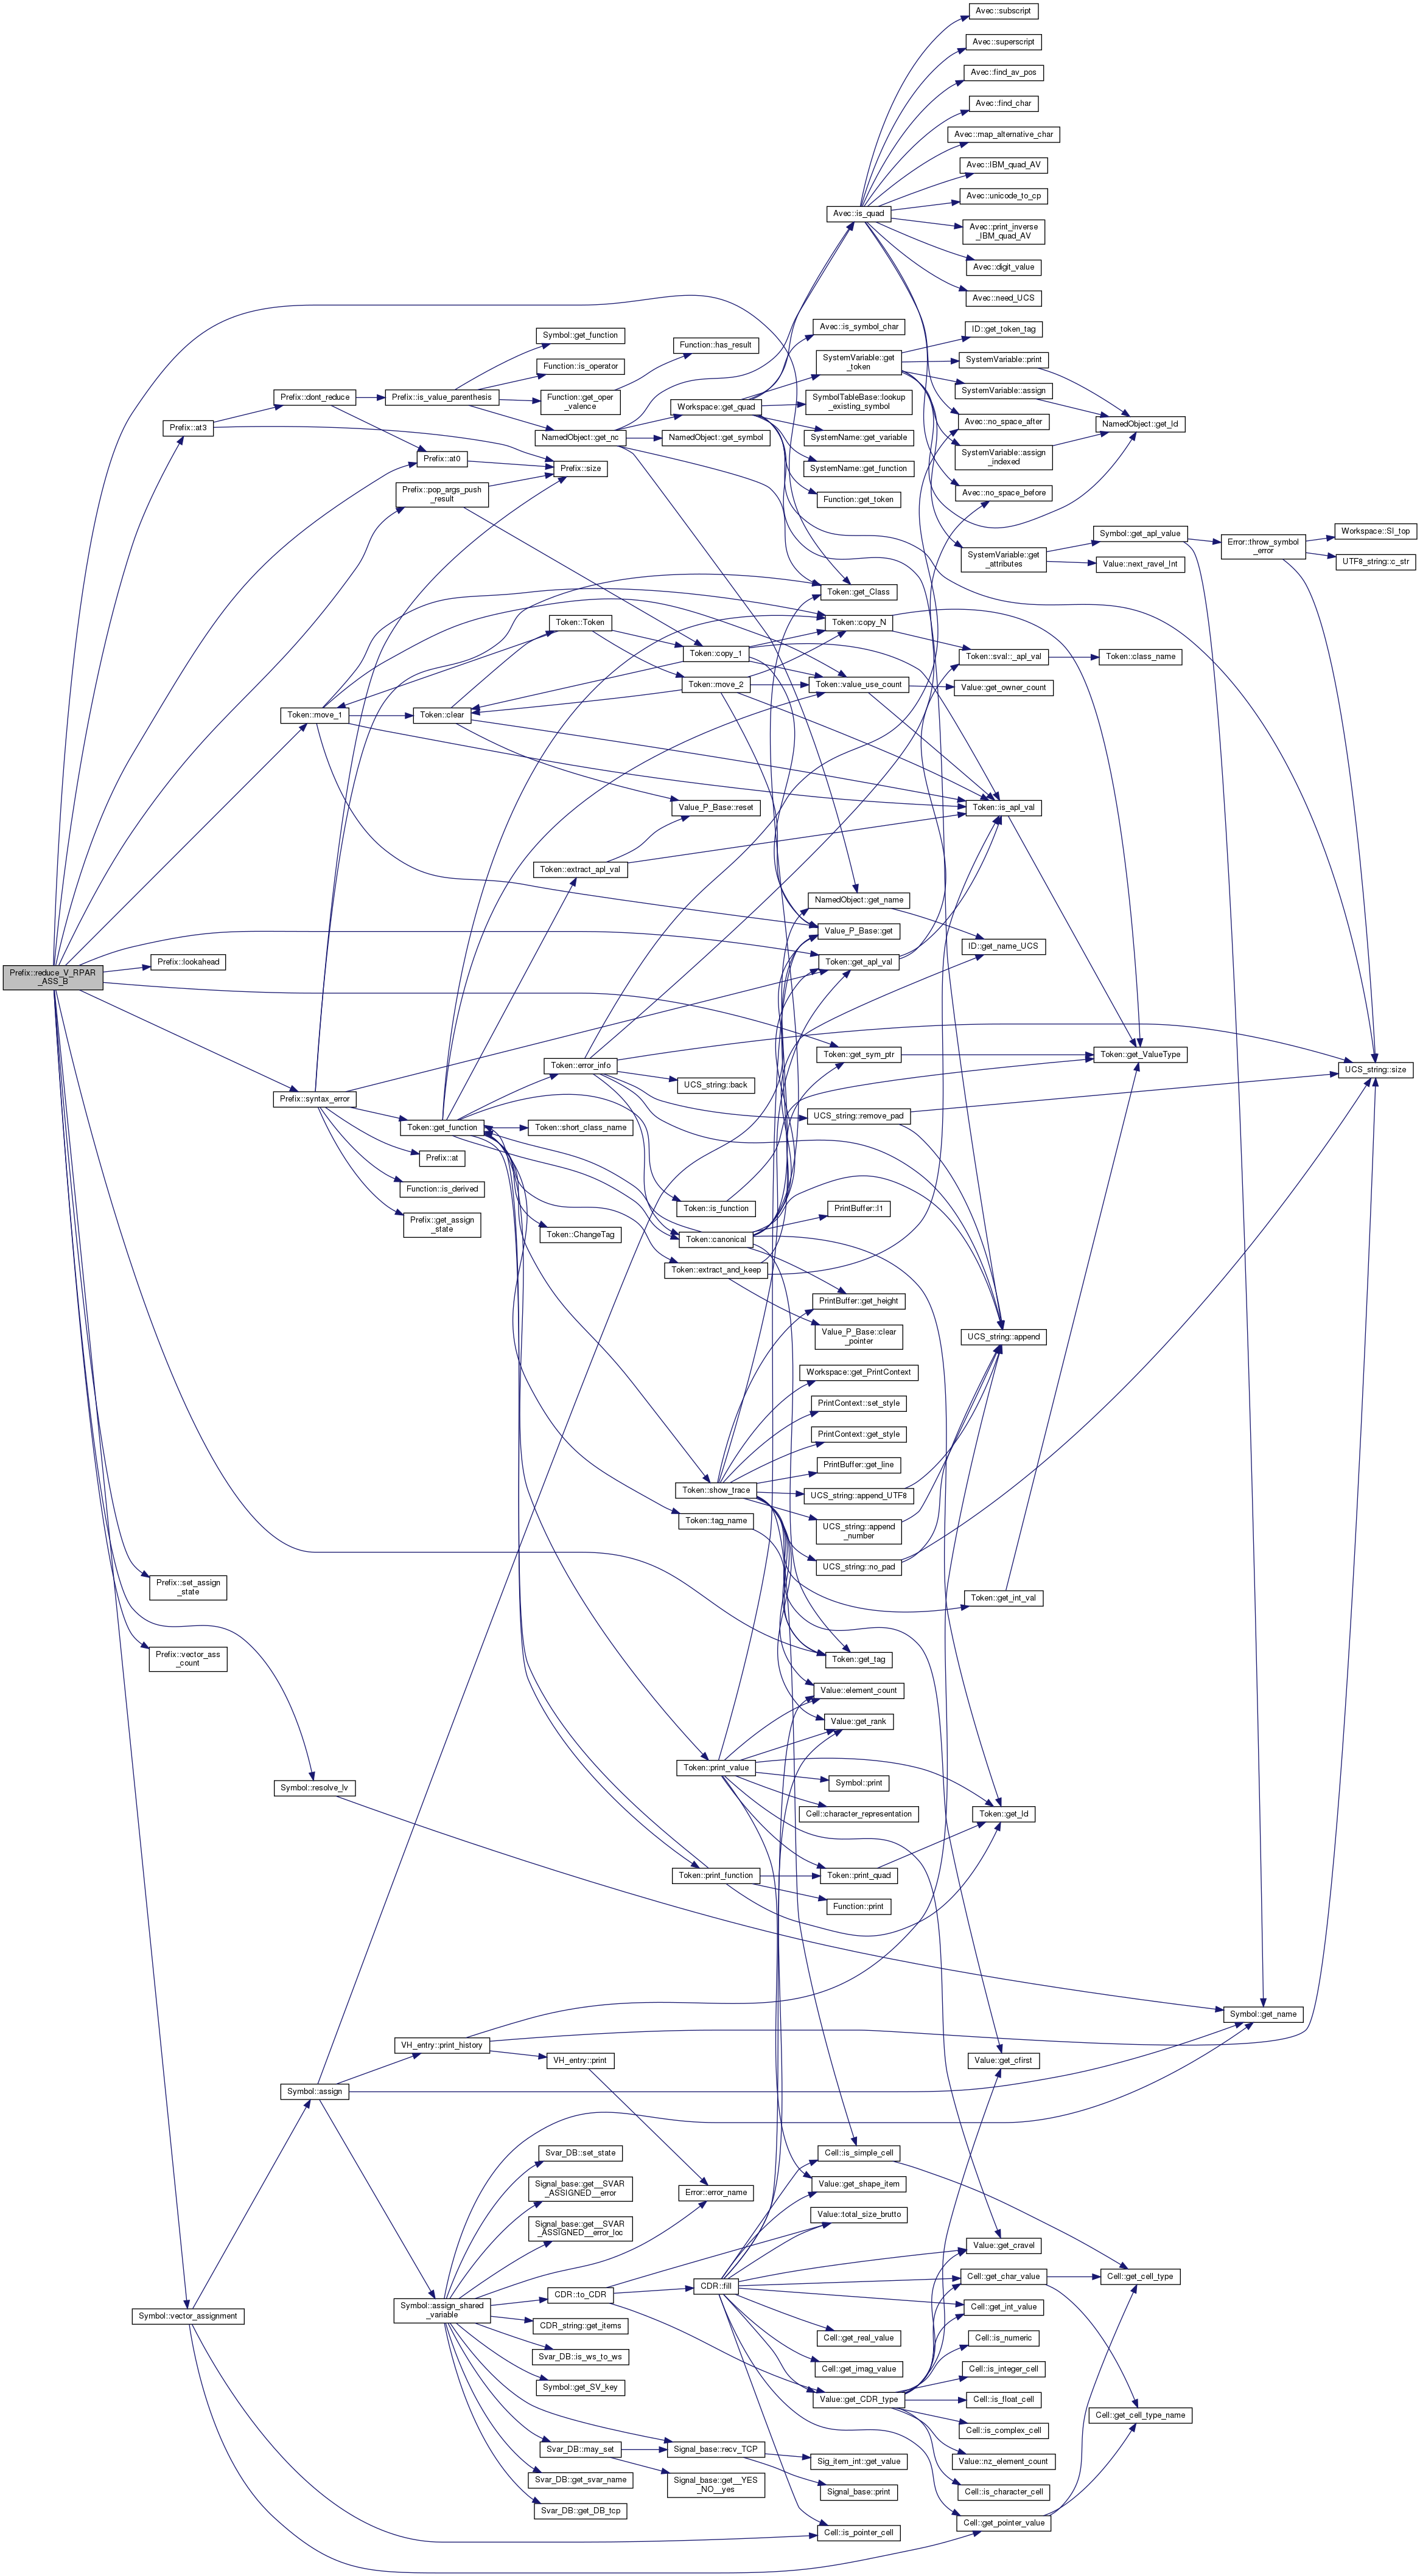 Avec::subscript
Avec::superscript
Avec::find_av_pos
Avec::find_char
Avec::map_alternative_char
Avec::IBM_quad_AV
Avec::unicode_to_cp
Avec::is_quad
Avec::print_inverse
_IBM_quad_AV
Avec::digit_value
Avec::need_UCS
Avec::is_symbol_char
ID::get_token_tag
Symbol::get_function
Function::has_result
SystemVariable::get
_token
SystemVariable::print
Function::is_operator
Prefix::dont_reduce
Prefix::is_value_parenthesis
Function::get_oper
_valence
SystemVariable::assign
Workspace::get_quad
SymbolTableBase::lookup
_existing_symbol
Prefix::at3
NamedObject::get_nc
NamedObject::get_symbol
SystemName::get_variable
Avec::no_space_after
NamedObject::get_Id
Prefix::at0
Prefix::size
SystemName::get_function
SystemVariable::assign
_indexed
Prefix::pop_args_push
_result
Function::get_token
Avec::no_space_before
Symbol::get_apl_value
Error::throw_symbol
_error
Workspace::SI_top
SystemVariable::get
_attributes
Value::next_ravel_Int
UTF8_string::c_str
Token::get_Class
Token::Token
Token::copy_N
Token::copy_1
Token::sval::_apl_val
Token::class_name
Token::move_2
Token::value_use_count
Value::get_owner_count
Token::move_1
Token::clear
Value_P_Base::reset
Token::is_apl_val
Token::extract_apl_val
NamedObject::get_name
Value_P_Base::get
ID::get_name_UCS
Prefix::reduce_V_RPAR
_ASS_B
Prefix::lookahead
Token::get_apl_val
Token::error_info
Token::get_sym_ptr
Token::get_ValueType
UCS_string::size
UCS_string::back
Prefix::syntax_error
UCS_string::remove_pad
Token::get_function
Token::short_class_name
Prefix::at
Function::is_derived
Token::is_function
PrintBuffer::l1
Prefix::get_assign
_state
Token::ChangeTag
Token::canonical
Token::extract_and_keep
PrintBuffer::get_height
Value_P_Base::clear
_pointer
UCS_string::append
Workspace::get_PrintContext
PrintContext::set_style
PrintContext::get_style
PrintBuffer::get_line
Token::show_trace
UCS_string::append_UTF8
Token::tag_name
UCS_string::append
_number
UCS_string::no_pad
Prefix::set_assign
_state
Token::get_int_val
Prefix::vector_ass
_count
Token::get_tag
Value::element_count
Value::get_rank
Token::print_value
Symbol::print
Symbol::resolve_lv
Cell::character_representation
Token::get_Id
Token::print_function
Token::print_quad
Function::print
Symbol::get_name
VH_entry::print_history
VH_entry::print
Value::get_cfirst
Symbol::assign
Svar_DB::set_state
Cell::is_simple_cell
Signal_base::get__SVAR
_ASSIGNED__error
Error::error_name
Value::get_shape_item
Signal_base::get__SVAR
_ASSIGNED__error_loc
Value::total_size_brutto
Value::get_cravel
CDR::to_CDR
CDR::fill
Cell::get_char_value
Cell::get_cell_type
Symbol::vector_assignment
Symbol::assign_shared
_variable
CDR_string::get_items
Cell::get_int_value
Cell::get_real_value
Cell::is_numeric
Svar_DB::is_ws_to_ws
Cell::get_imag_value
Cell::is_integer_cell
Symbol::get_SV_key
Value::get_CDR_type
Cell::is_float_cell
Cell::get_cell_type_name
Cell::is_complex_cell
Svar_DB::may_set
Signal_base::recv_TCP
Sig_item_int::get_value
Value::nz_element_count
Svar_DB::get_svar_name
Signal_base::get__YES
_NO__yes
Signal_base::print
Cell::is_character_cell
Svar_DB::get_DB_tcp
Cell::is_pointer_cell
Cell::get_pointer_value